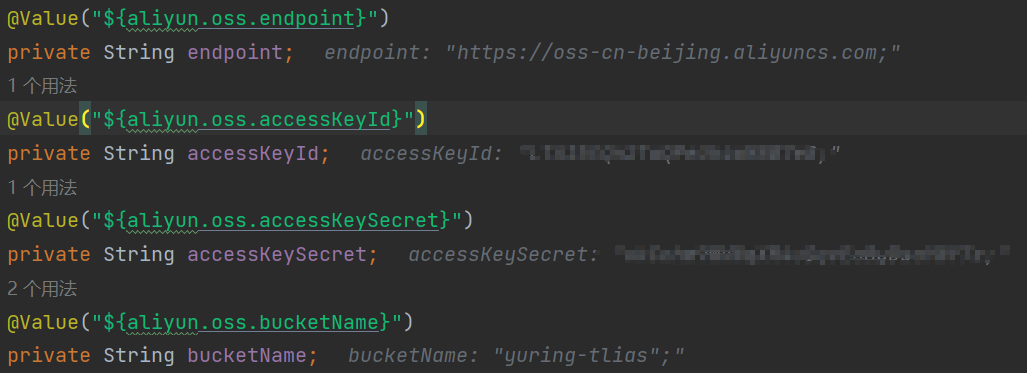 @Value("${aliyun.oss.endpoint}")
private String endpoint; endpoint: "https://oss-cn-beijing.aliyuncs.com;"
1 个用法
@Value("${aliyun.oss.accessKeyId}")
private String accessKeyId; accessKeyId:
1 个用法
@Value("${aliyun.oss.accessKeySecret}")
private String accessKeySecret; accessKeySecret:
2 个用法
@Value("${aliyun.oss.bucketName}")
private String bucketName; bucketName: "yuring-tlias";"